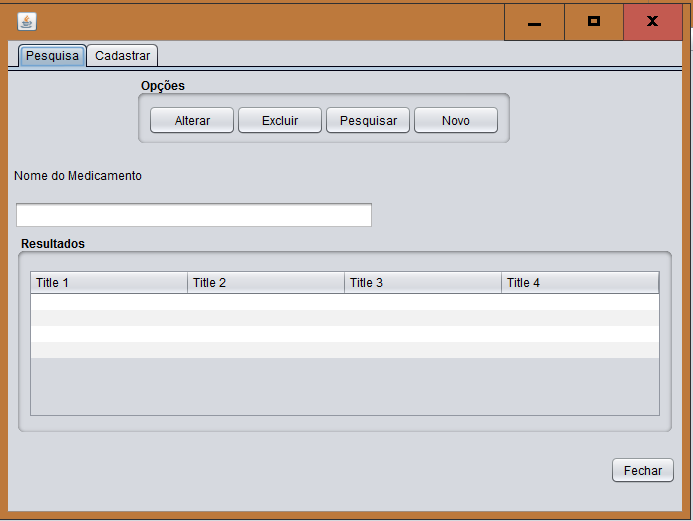 Pesquisa Cadastrar
Opções
Alterar Excluir Pesquisar Novo
Nome do Medicamento
Resultados
Title 1 Title 2 Title 3 Title 4
Fechar